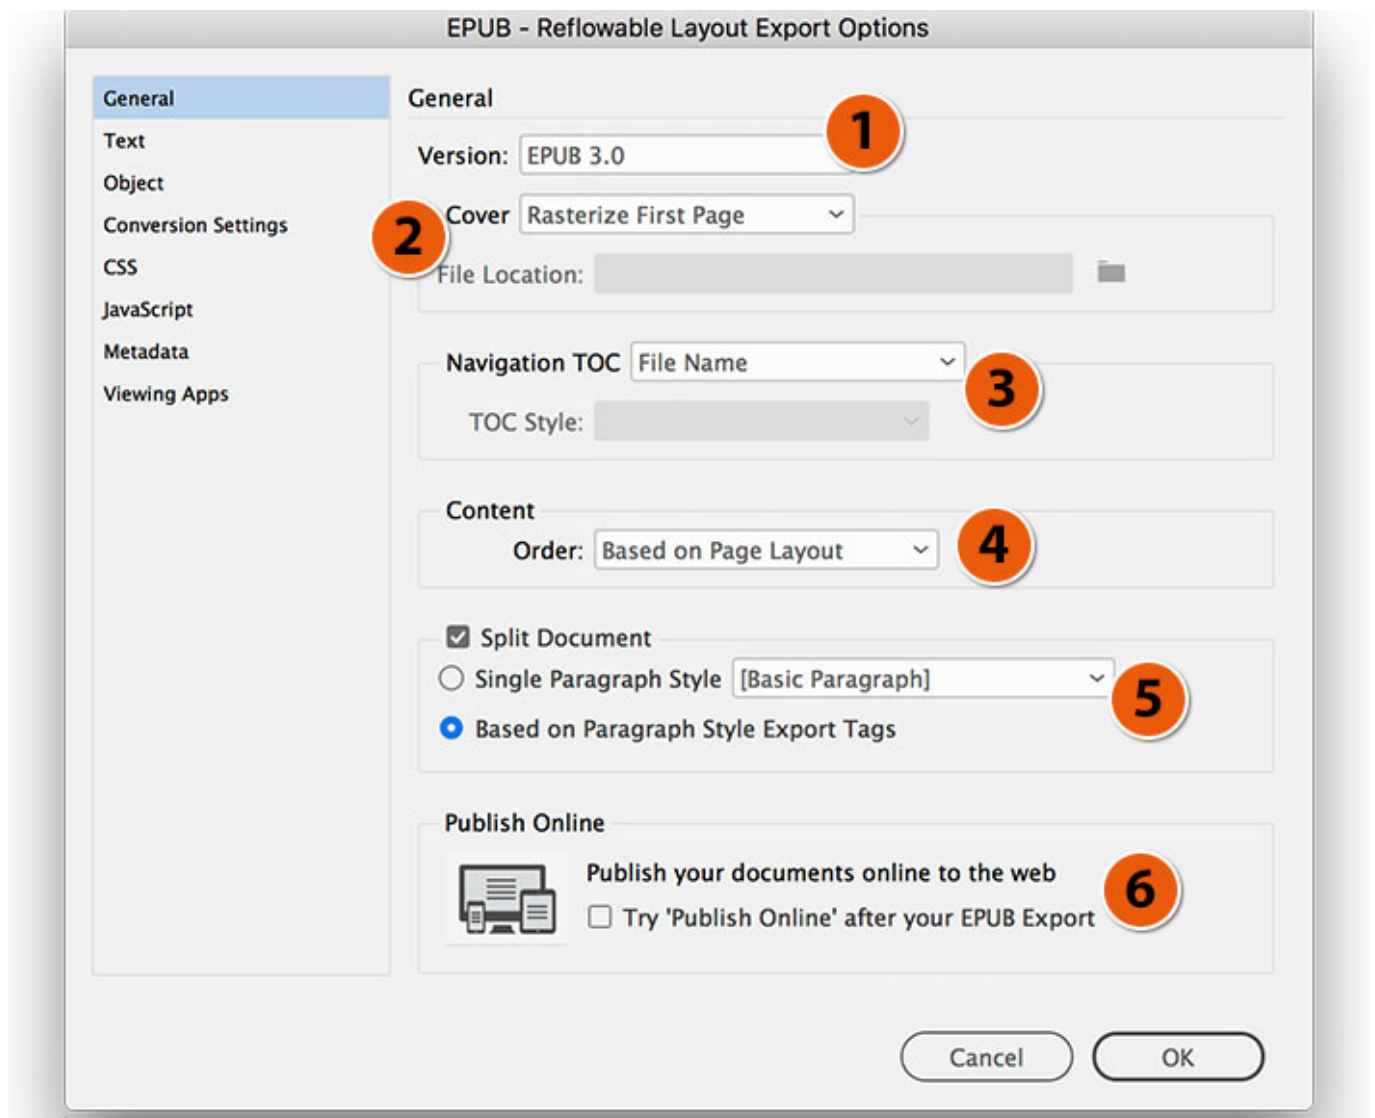 EPUB - Reflowable Layout Export Options
General
Text
Object
Conversion Settings
CSS
JavaScript
Metadata
Viewing Apps
General
1
Version: EPUB 3.0
2
Cover Rasterize First Page
File Location:
Navigation TOC File Name
3
TOC Style:
Content
Order: Based on Page Layout
4
Split Document
Single Paragraph Style [Basic Paragraph]
5
Based on Paragraph Style Export Tags
Publish Online
Publish your documents online to the web
6
Try 'Publish Online' after your EPUB Export
Cancel OK